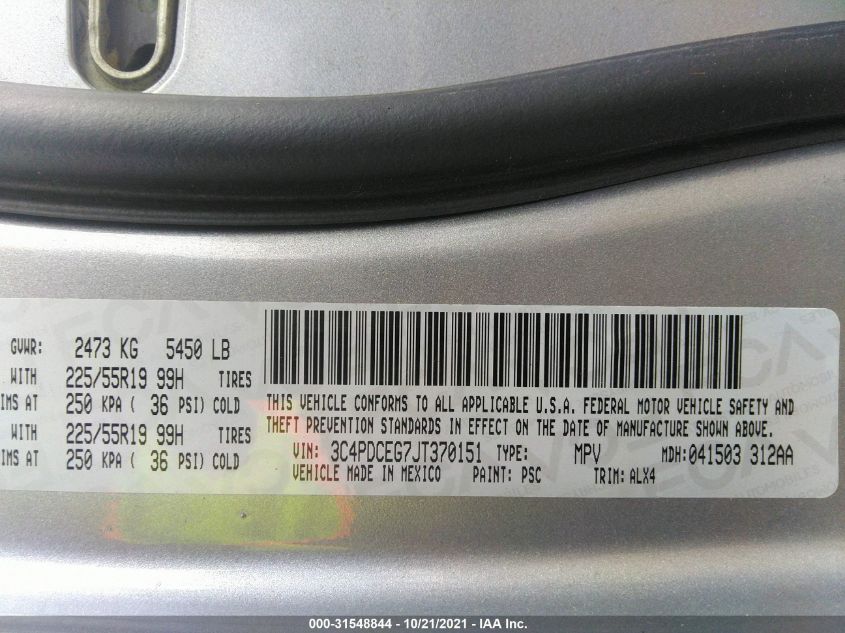 GVWR: 2473 KG 5450 LB
WITH 225/55R19 99H TIRES
IMS AT 250 KPA ( 36 PSI) COLD
WITH 225/55R19 99H TIRES
IMS AT 250 KPA ( 36 PSI) COLD
THIS VEHICLE CONFORMS TO ALL APPLICABLE U.S.A. FEDERAL MOTOR VEHICLE SAFETY AND
THEFT PREVENTION STANDARDS IN EFFECT ON THE DATE OF MANUFACTURE SHOWN ABOVE.
VIN: 3C4PDCEG7JT370151 TYPE: MPV MDH: 041503 312AA
VEHICLE MADE IN MEXICO PAINT: PSC TRIM: ALX4
000-31548844 - 10/21/2021 - IAA Inc.